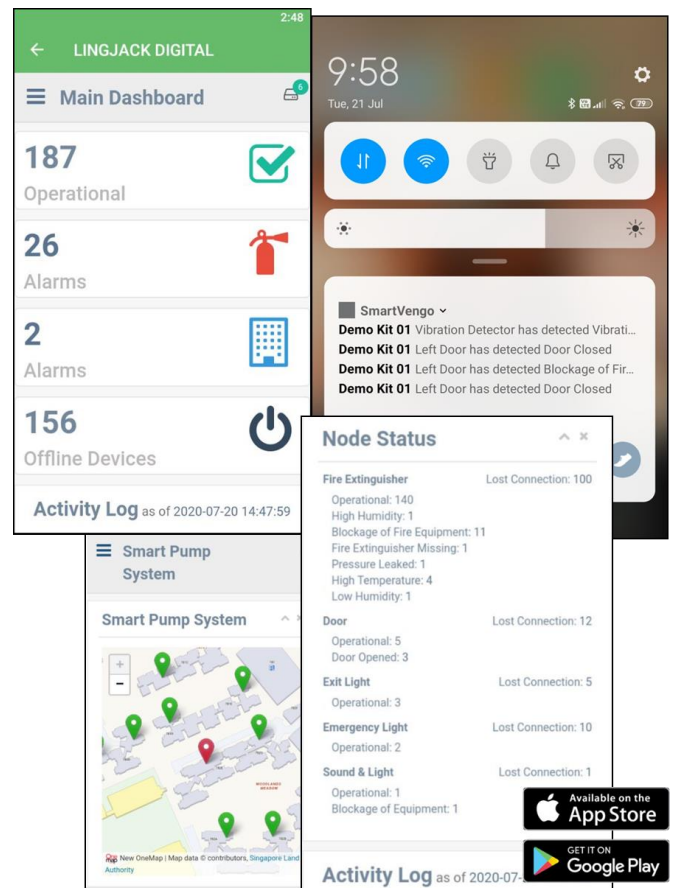 2:48
LINGJACK DIGITAL
Main Dashboard
6
187
Operational
26
Alarms
2
Alarms
156
Offline Devices
Activity Log as of 2020-07-20 14:47:59
9:58
Tue, 21 Jul
79
SmartVengo
Demo Kit 01 Vibration Detector has detected Vibrati...
Demo Kit 01 Left Door has detected Door Closed
Demo Kit 01 Left Door has detected Blockage of Fir...
Demo Kit 01 Left Door has detected Door Closed
Smart Pump
System
Smart Pump System
+
−
New OneMap | Map data © contributors, Singapore Land
Authority
Node Status
Fire Extinguisher Lost Connection: 100
Operational: 140
High Humidity: 1
Blockage of Fire Equipment: 11
Fire Extinguisher Missing: 1
Pressure Leaked: 1
High Temperature: 4
Low Humidity: 1
Door Lost Connection: 12
Operational: 5
Door Opened: 3
Exit Light Lost Connection: 5
Operational: 3
Emergency Light Lost Connection: 10
Operational: 2
Sound & Light Lost Connection: 1
Operational: 1
Blockage of Equipment: 1
Activity Log as of 2020-07-
Available on the
App Store
GET IT ON
Google Play